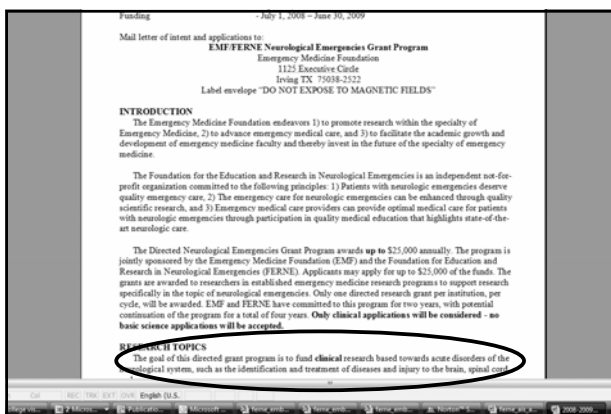 Funding - July 1, 2008 – June 30, 2009
Mail letter of intent and applications to:
EMF/FERNE Neurological Emergencies Grant Program
Emergency Medicine Foundation
1125 Executive Circle
Irving TX 75038-2522
Label envelope "DO NOT EXPOSE TO MAGNETIC FIELDS"
INTRODUCTION
The Emergency Medicine Foundation endeavors 1) to promote research within the specialty of
Emergency Medicine, 2) to advance emergency medical care, and 3) to facilitate the academic growth and
development of emergency medicine faculty and thereby invest in the future of the specialty of emergency
medicine.
The Foundation for the Education and Research in Neurological Emergencies is an independent not-for-
profit organization committed to the following principles: 1) Patients with neurologic emergencies deserve
quality emergency care, 2) The emergency care for neurologic emergencies can be enhanced through quality
scientific research, and 3) Emergency medical care providers can provide optimal medical care for patients
with neurologic emergencies through participation in quality medical education that highlights state-of-the-
art neurologic care.
The Directed Neurological Emergencies Grant Program awards up to $25,000 annually. The program is
jointly sponsored by the Emergency Medicine Foundation (EMF) and the Foundation for Education and
Research in Neurological Emergencies (FERNE). Applicants may apply for up to $25,000 of the funds. The
grants are awarded to researchers in established emergency medicine research programs to support research
specifically in the topic of neurological emergencies. Only one directed research grant per institution, per
cycle, will be awarded. EMF and FERNE have committed to this program for two years, with potential
continuation of the program for a total of four years. Only clinical applications will be considered - no
basic science applications will be accepted.
RESEARCH TOPICS
The goal of this directed grant program is to fund clinical research based towards acute disorders of the
neurological system, such as the identification and treatment of diseases and injury to the brain, spinal cord
Col REC TRK EXT OVR English (U.S.
2 Micros... Publicatio... Microsoft ... ferne_emb... ferne_emb... ferne_emb... Norton ferne_as_a... 2008-2009